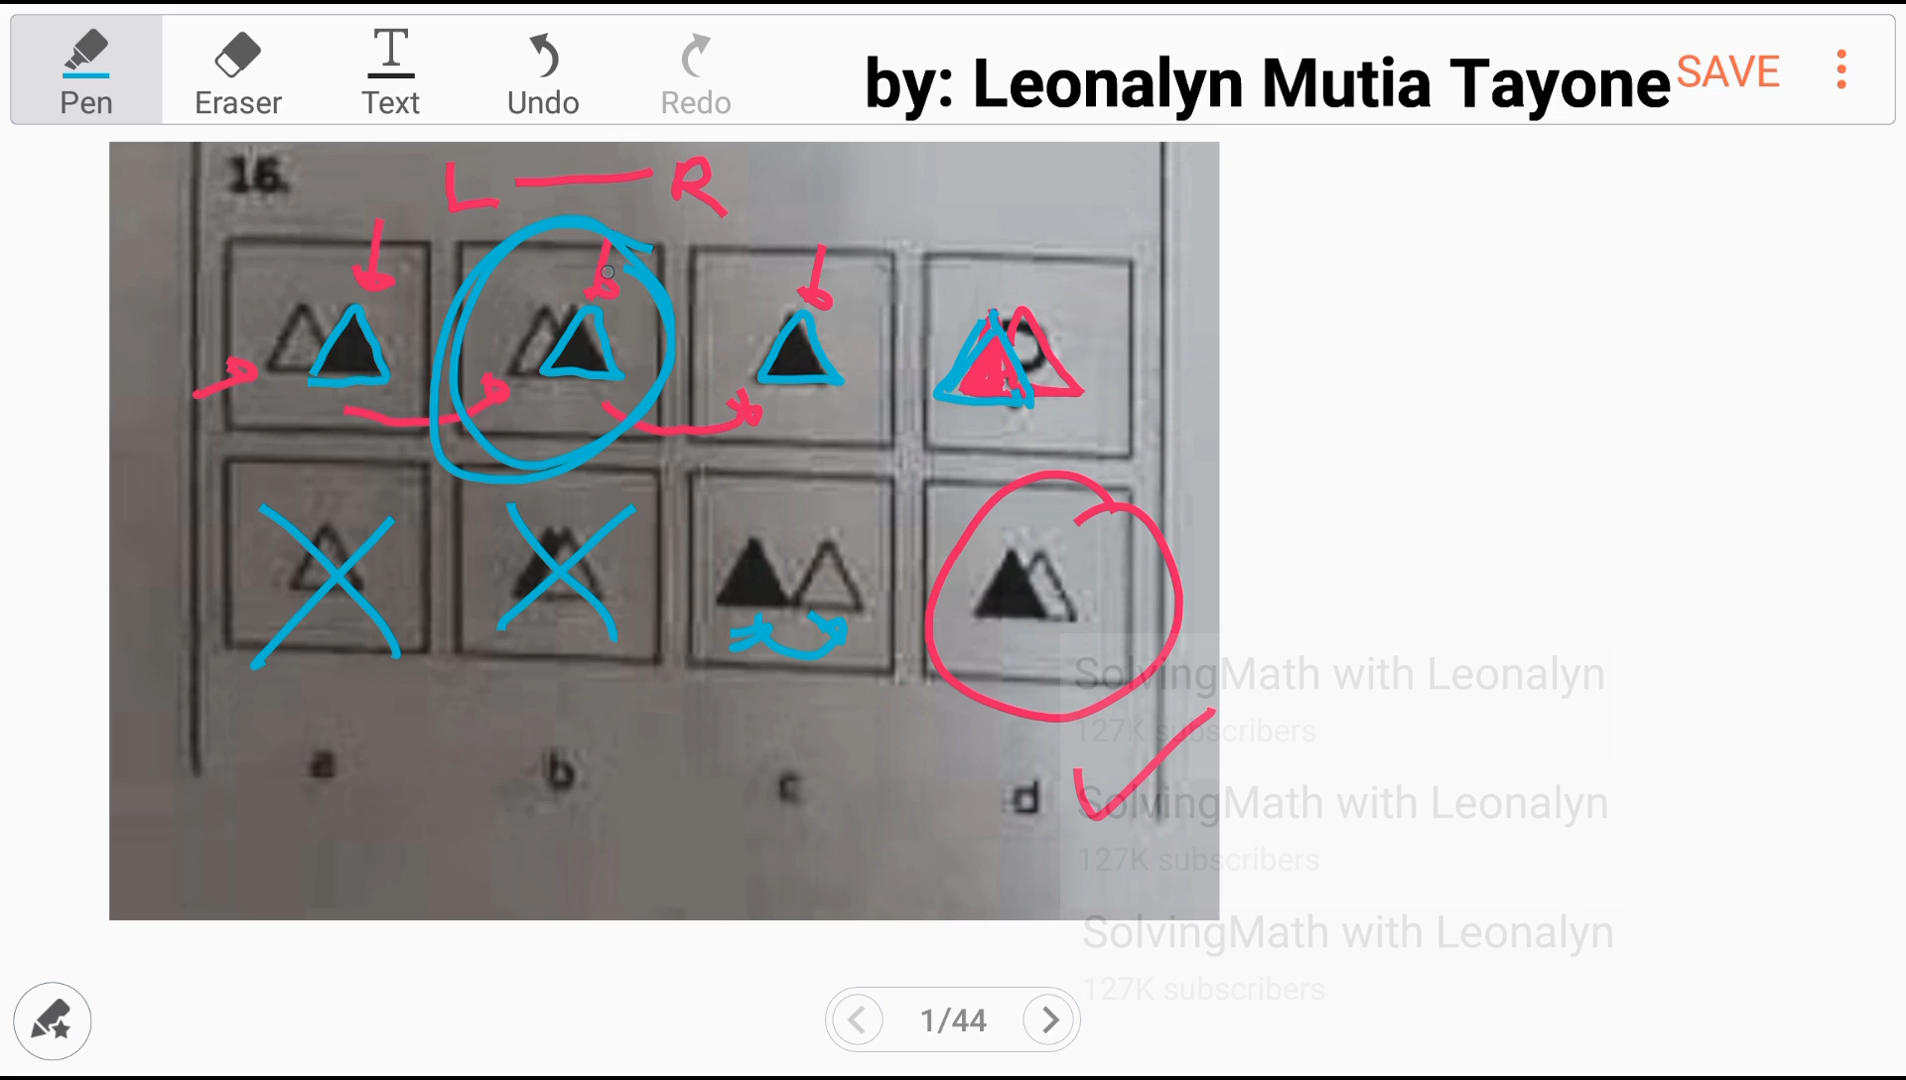 Pen
Eraser
Text
Undo
Redo
by: Leonalyn Mutia Tayone
SAVE
16.
L — R
a
b
c
d
SolvingMath with Leonalyn
127K subscribers
SolvingMath with Leonalyn
127K subscribers
SolvingMath with Leonalyn
127K subscribers
1/44